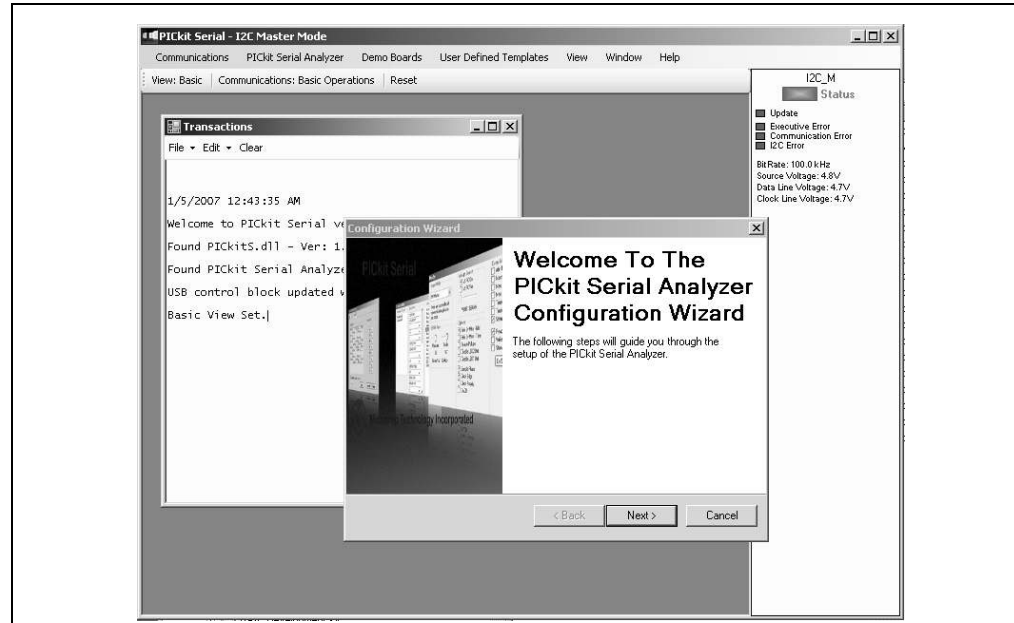 PICkit Serial - I2C Master Mode
Communications PICkit Serial Analyzer Demo Boards User Defined Templates View Window Help
View: Basic Communications: Basic Operations Reset
I2C_M
Status
Update
Executive Error
Communication Error
I2C Error
Bit Rate: 100.0 kHz
Source Voltage: 4.8V
Data Line Voltage: 4.7V
Clock Line Voltage: 4.7V
Transactions
File Edit Clear
1/5/2007 12:43:35 AM
Welcome to PICkit Serial
Found PICkitS.dll - Ver: 1.
Found PICkit Serial
USB control block updated
Basic View Set.
Configuration Wizard
PICkit Serial
Technology Incorporated
Welcome To The
PICkit Serial Analyzer
Configuration Wizard
The following steps will guide you through the
setup of the PICkit Serial Analyzer.
< Back Next > Cancel